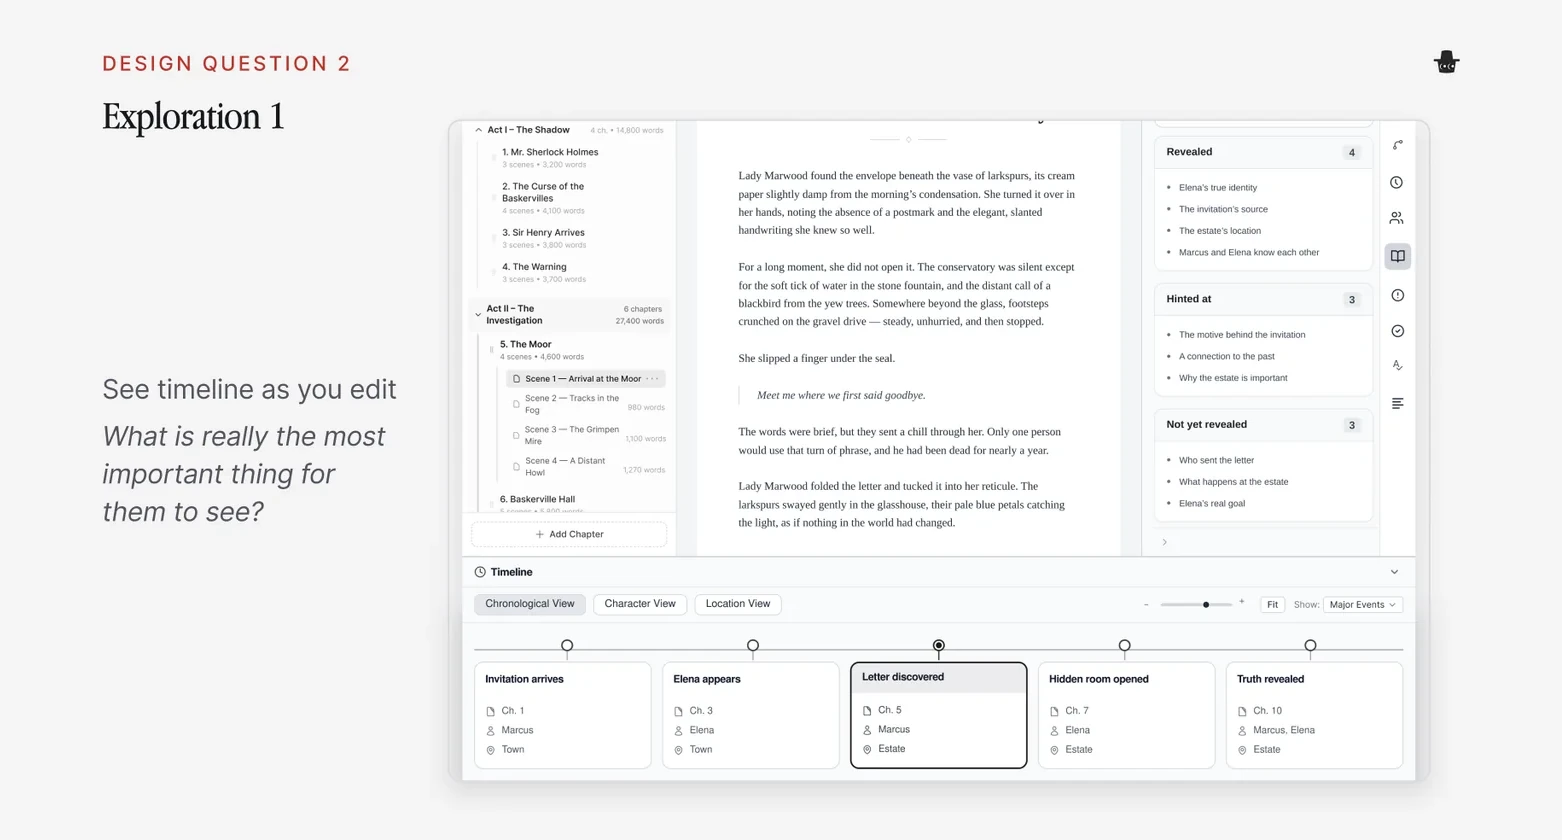 DESIGN QUESTION 2
Exploration 1
See timeline as you edit
What is really the most
important thing for
them to see?
Act I – The Shadow 4 ch. • 14,800 words
1. Mr. Sherlock Holmes
3 scenes • 3,200 words
2. The Curse of the
Baskervilles
4 scenes • 4,100 words
3. Sir Henry Arrives
3 scenes • 3,800 words
4. The Warning
3 scenes • 3,700 words
Act II – The
Investigation
6 chapters
27,400 words
5. The Moor
4 scenes • 4,600 words
Scene 1 — Arrival at the Moor ···
Scene 2 — Tracks in the
Fog
980 words
Scene 3 — The Grimpen
Mire
1,100 words
Scene 4 — A Distant
Howl
1,270 words
6. Baskerville Hall
+ Add Chapter
Lady Marwood found the envelope beneath the vase of larkspurs, its cream
paper slightly damp from the morning’s condensation. She turned it over in
her hands, noting the absence of a postmark and the elegant, slanted
handwriting she knew so well.
For a long moment, she did not open it. The conservatory was silent except
for the soft tick of water in the stone fountain, and the distant call of a
blackbird from the yew trees. Somewhere beyond the glass, footsteps
crunched on the gravel drive — steady, unhurried, and then stopped.
She slipped a finger under the seal.
Meet me where we first said goodbye.
The words were brief, but they sent a chill through her. Only one person
would use that turn of phrase, and he had been dead for nearly a year.
Lady Marwood folded the letter and tucked it into her reticule. The
larkspurs swayed gently in the glasshouse, their pale blue petals catching
the light, as if nothing in the world had changed.
Revealed 4
• Elena’s true identity
• The invitation’s source
• The estate’s location
• Marcus and Elena know each other
Hinted at 3
• The motive behind the invitation
• A connection to the past
• Why the estate is important
Not yet revealed 3
• Who sent the letter
• What happens at the estate
• Elena’s real goal
Timeline
Chronological View Character View Location View
− + Fit Show: Major Events
Invitation arrives
Ch. 1
Marcus
Town
Elena appears
Ch. 3
Elena
Town
Letter discovered
Ch. 5
Marcus
Estate
Hidden room opened
Ch. 7
Elena
Estate
Truth revealed
Ch. 10
Marcus, Elena
Estate